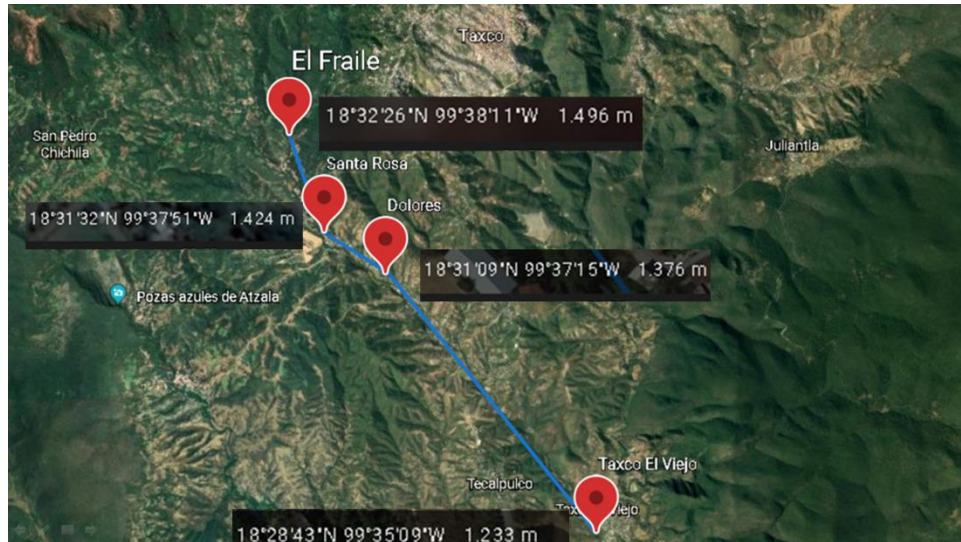 Taxco
El Fraile
18°32'26"N 99°38'11"W 1.496 m
San Pedro
Chichila
Juliantla
Santa Rosa
Dolores
18°31'32"N 99°37'51"W 1.424 m
18°31'09"N 99°37'15"W 1.376 m
Pozas azules de Atzala
Taxco El Viejo
Tecalpulco
18°28'43"N 99°35'09"W 1.233 m